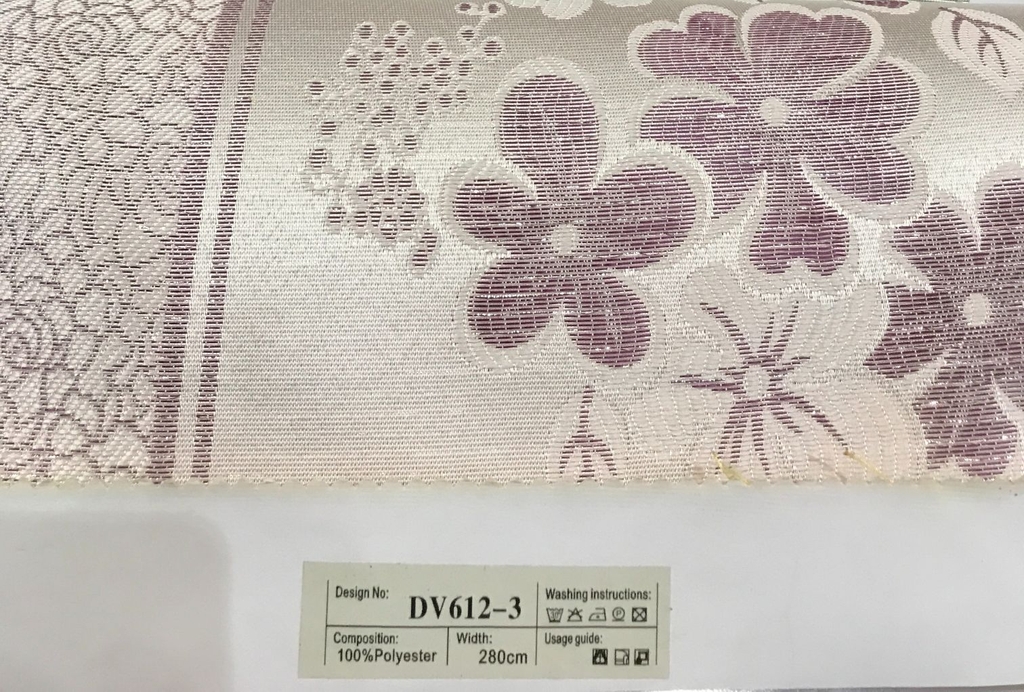 Design No: DV612-3
Washing instructions:
Composition:
100%Polyester
Width:
280cm
Usage guide: